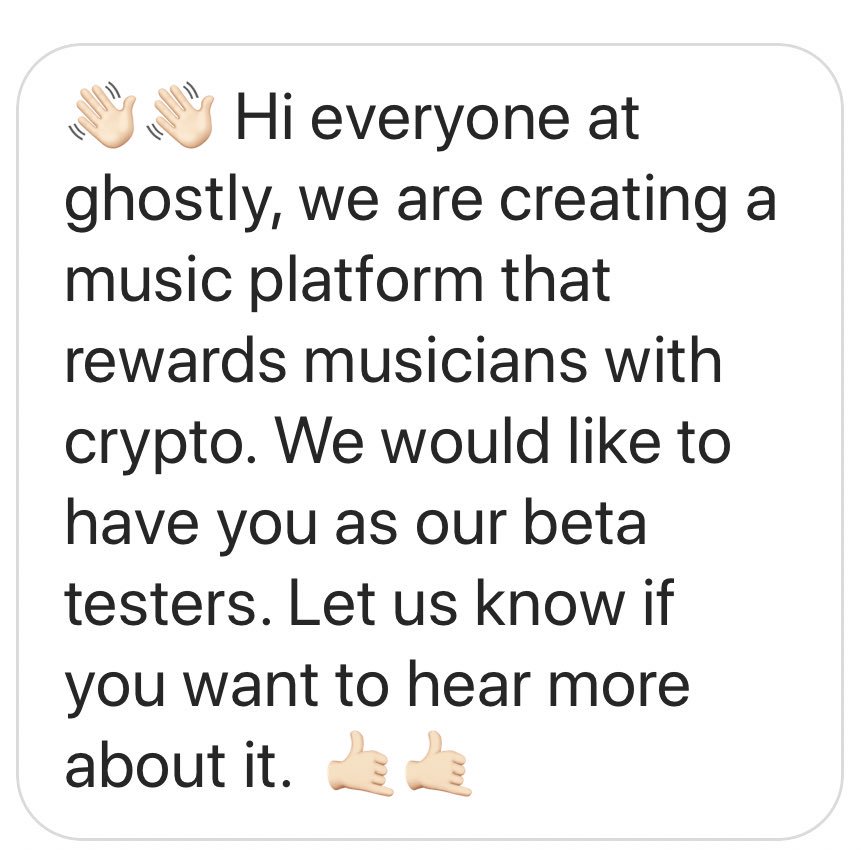 👋🏻👋🏻 Hi everyone at
ghostly, we are creating a
music platform that
rewards musicians with
crypto. We would like to
have you as our beta
testers. Let us know if
you want to hear more
about it. 🤙🏻🤙🏻